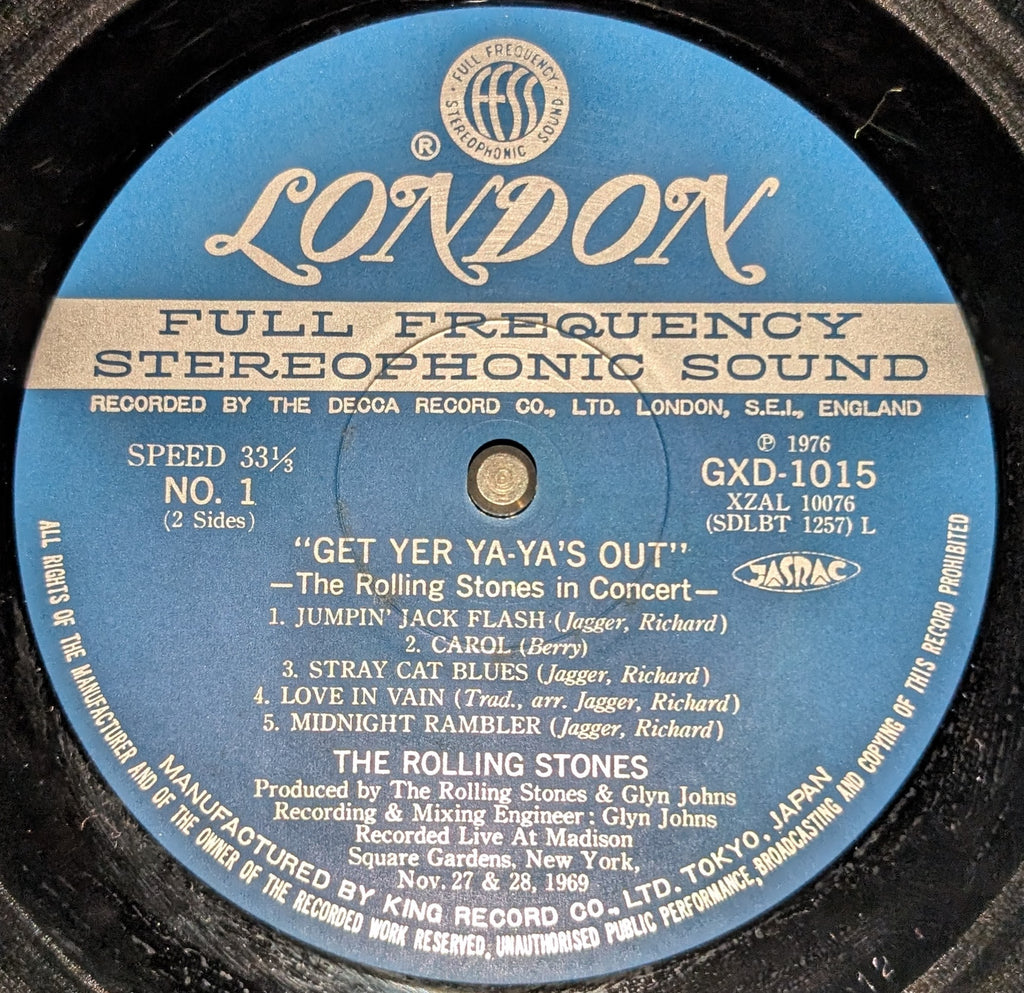 FULL FREQUENCY
ffss
STEREOPHONIC SOUND
®
LONDON
FULL FREQUENCY
STEREOPHONIC SOUND
RECORDED BY THE DECCA RECORD CO., LTD. LONDON, S.E.I., ENGLAND
SPEED 33⅓
NO. 1
(2 Sides)
℗ 1976
GXD-1015
XZAL 10076
(SDLBT 1257) L
JASRAC
"GET YER YA-YA'S OUT"
—The Rolling Stones in Concert—
1. JUMPIN' JACK FLASH (Jagger, Richard)
2. CAROL (Berry)
3. STRAY CAT BLUES (Jagger, Richard)
4. LOVE IN VAIN (Trad., arr. Jagger, Richard)
5. MIDNIGHT RAMBLER (Jagger, Richard)
THE ROLLING STONES
Produced by The Rolling Stones & Glyn Johns
Recording & Mixing Engineer: Glyn Johns
Recorded Live At Madison
Square Gardens, New York,
Nov. 27 & 28, 1969
MANUFACTURED BY KING RECORD CO., LTD. TOKYO. JAPAN
ALL RIGHTS OF THE MANUFACTURER AND OF THE OWNER OF THE RECORDED WORK RESERVED, UNAUTHORISED PUBLIC PERFORMANCE, BROADCASTING AND COPYING OF THIS RECORD PROHIBITED
12